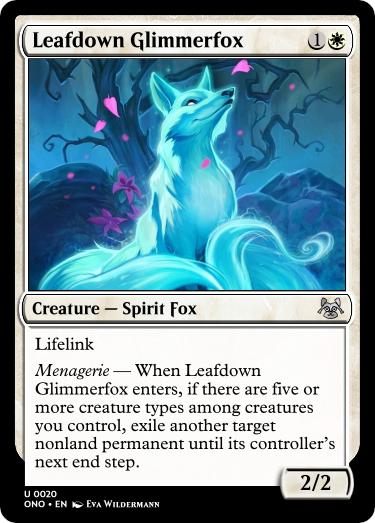 Leafdown Glimmerfox 1
Creature — Spirit Fox
Lifelink
Menagerie — When Leafdown
Glimmerfox enters, if there are five or
more creature types among creatures
you control, exile another target
nonland permanent until its controller's
next end step.
2/2
U 0020
ONO • EN Eva Wildermann